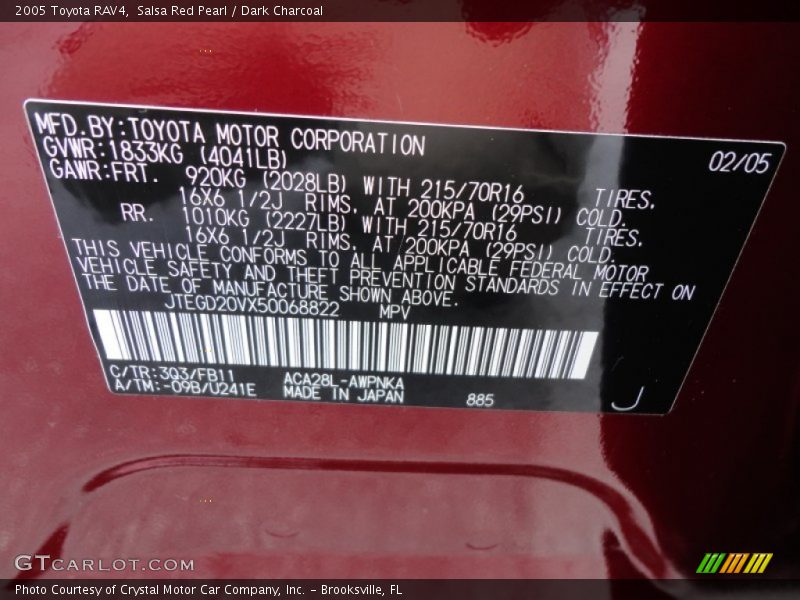 2005 Toyota RAV4, Salsa Red Pearl / Dark Charcoal
MFD.BY:TOYOTA MOTOR CORPORATION 02/05
GVWR:1833KG (4041LB)
GAWR:FRT. 920KG (2028LB) WITH 215/70R16 TIRES,
16X6 1/2J RIMS, AT 200KPA (29PSI) COLD.
RR. 1010KG (2227LB) WITH 215/70R16 TIRES,
16X6 1/2J RIMS, AT 200KPA (29PSI) COLD.
THIS VEHICLE CONFORMS TO ALL APPLICABLE FEDERAL MOTOR
VEHICLE SAFETY AND THEFT PREVENTION STANDARDS IN EFFECT ON
THE DATE OF MANUFACTURE SHOWN ABOVE.
JTEGD20VX50068822 MPV
C/TR:3Q3/FB11 ACA28L-AWPNKA
A/TM:-09B/U241E MADE IN JAPAN 885
J
GTCARLOT.COM
Photo Courtesy of Crystal Motor Car Company, Inc. – Brooksville, FL